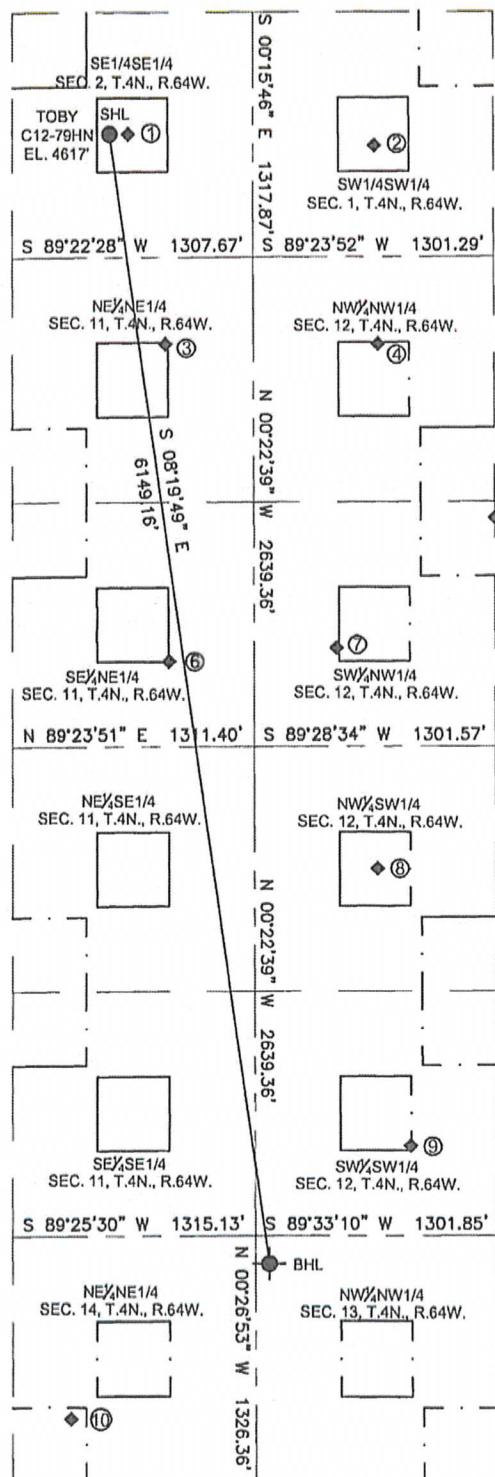 SE1/4SE1/4
SEC. 2, T.4N., R.64W.
TOBY
C12-79HN
EL. 4617'
SHL
①
S 00°15'46" E 1317.87'
②
SW1/4SW1/4
SEC. 1, T.4N., R.64W.
S 89°22'28" W 1307.67'
S 89°23'52" W 1301.29'
NE1/4NE1/4
SEC. 11, T.4N., R.64W.
③
NW1/4NW1/4
SEC. 12, T.4N., R.64W.
④
S 08°19'49" E
6149.16'
N 00°22'39" W 2639.36'
⑥
SE1/4NE1/4
SEC. 11, T.4N., R.64W.
⑦
SW1/4NW1/4
SEC. 12, T.4N., R.64W.
N 89°23'51" E 1311.40'
S 89°28'34" W 1301.57'
NE1/4SE1/4
SEC. 11, T.4N., R.64W.
NW1/4SW1/4
SEC. 12, T.4N., R.64W.
⑧
N 00°22'39" W 2639.36'
SE1/4SE1/4
SEC. 11, T.4N., R.64W.
⑨
SW1/4SW1/4
SEC. 12, T.4N., R.64W.
S 89°25'30" W 1315.13'
S 89°33'10" W 1301.85'
BHL
N 00°26'53" W 1326.36'
NE1/4NE1/4
SEC. 14, T.4N., R.64W.
NW1/4NW1/4
SEC. 13, T.4N., R.64W.
⑩